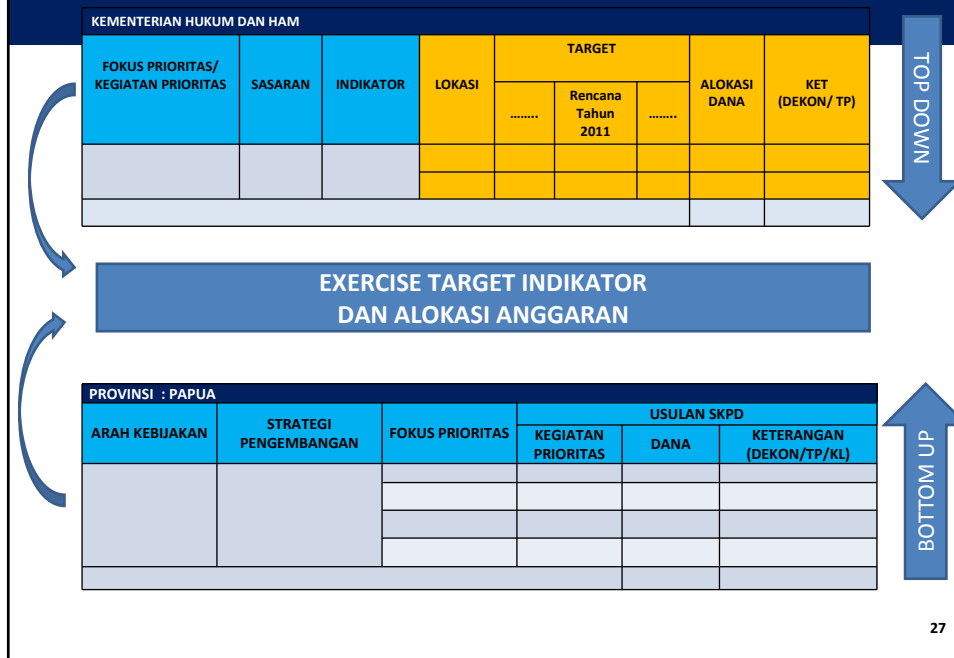 KEMENTERIAN HUKUM DAN HAM
FOKUS PRIORITAS/
KEGIATAN PRIORITAS
SASARAN
INDIKATOR
LOKASI
TARGET
........
Rencana
Tahun
2011
........
ALOKASI
DANA
KET
(DEKON/ TP)
TOP DOWN
EXERCISE TARGET INDIKATOR
DAN ALOKASI ANGGARAN
PROVINSI : PAPUA
ARAH KEBIJAKAN
STRATEGI
PENGEMBANGAN
FOKUS PRIORITAS
USULAN SKPD
KEGIATAN
PRIORITAS
DANA
KETERANGAN
(DEKON/TP/KL)
BOTTOM UP
27